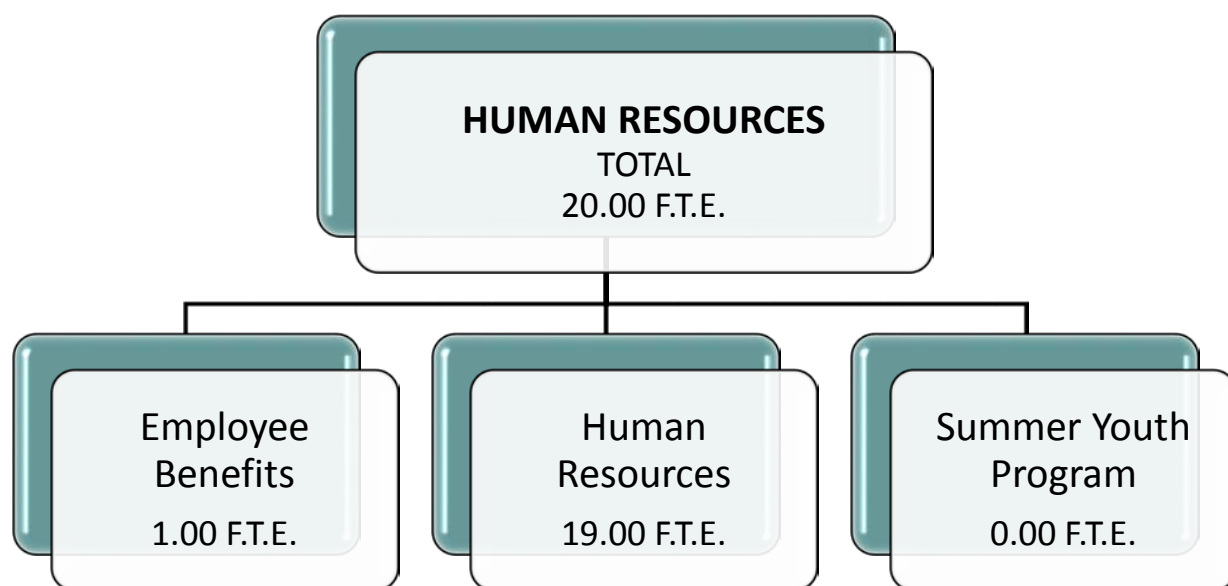 HUMAN RESOURCES
TOTAL
20.00 F.T.E.
Employee
Benefits
1.00 F.T.E.
Human
Resources
19.00 F.T.E.
Summer Youth
Program
0.00 F.T.E.